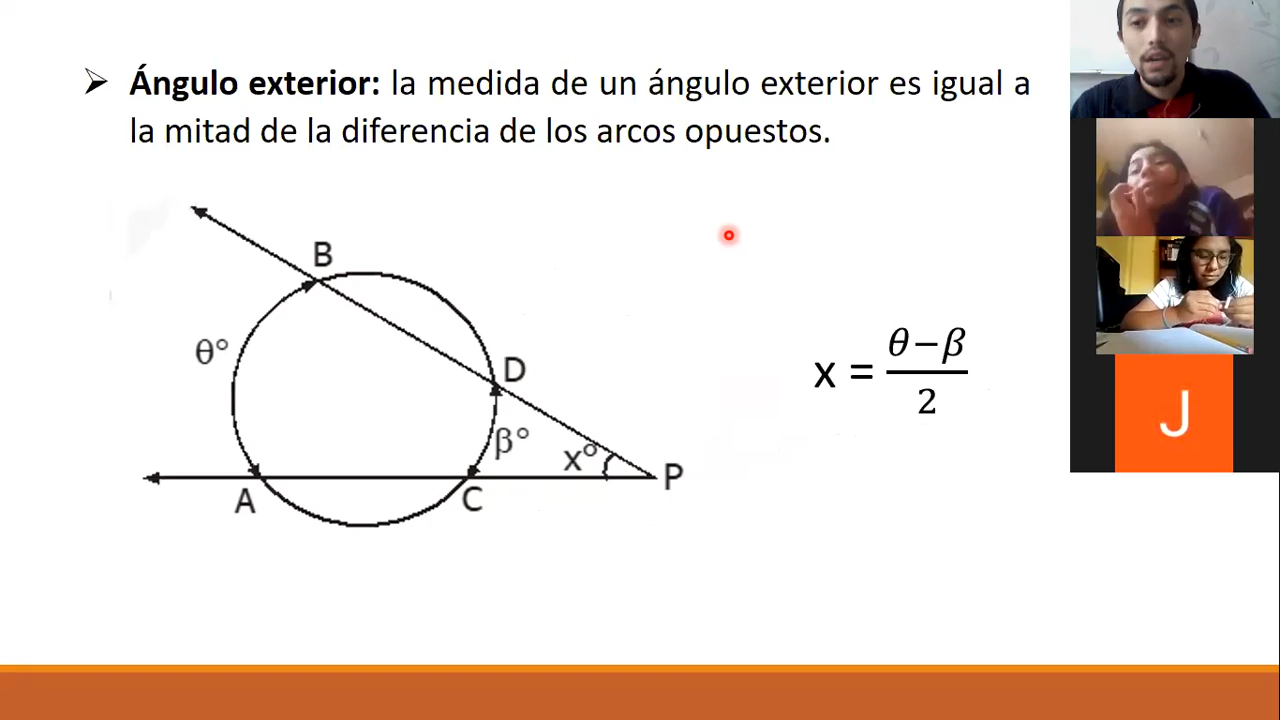 ➢ Ángulo exterior: la medida de un ángulo exterior es igual a
la mitad de la diferencia de los arcos opuestos.
B
θ°
D
β°
x°
P
A
C
x = (θ−β)/2
J